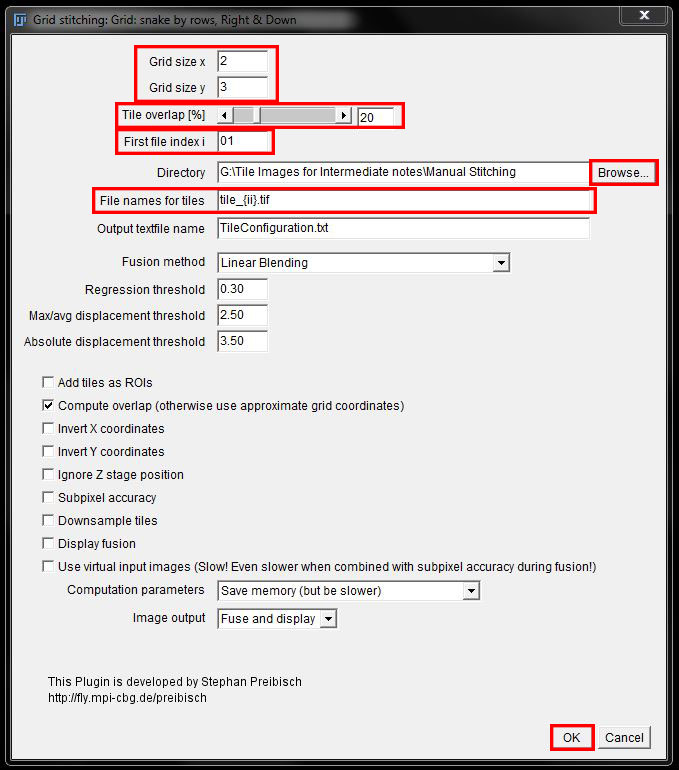 Grid stitching: Grid: snake by rows, Right & Down
X
Grid size x 2
Grid size y 3
Tile overlap [%] 20
First file index i 01
Directory G:\Tile Images for Intermediate notes\Manual Stitching Browse...
File names for tiles tile_{ii}.tif
Output textfile name TileConfiguration.txt
Fusion method Linear Blending
Regression threshold 0.30
Max/avg displacement threshold 2.50
Absolute displacement threshold 3.50
Add tiles as ROIs
Compute overlap (otherwise use approximate grid coordinates)
Invert X coordinates
Invert Y coordinates
Ignore Z stage position
Subpixel accuracy
Downsample tiles
Display fusion
Use virtual input images (Slow! Even slower when combined with subpixel accuracy during fusion!)
Computation parameters Save memory (but be slower)
Image output Fuse and display
This Plugin is developed by Stephan Preibisch
http://fly.mpi-cbg.de/preibisch
OK Cancel